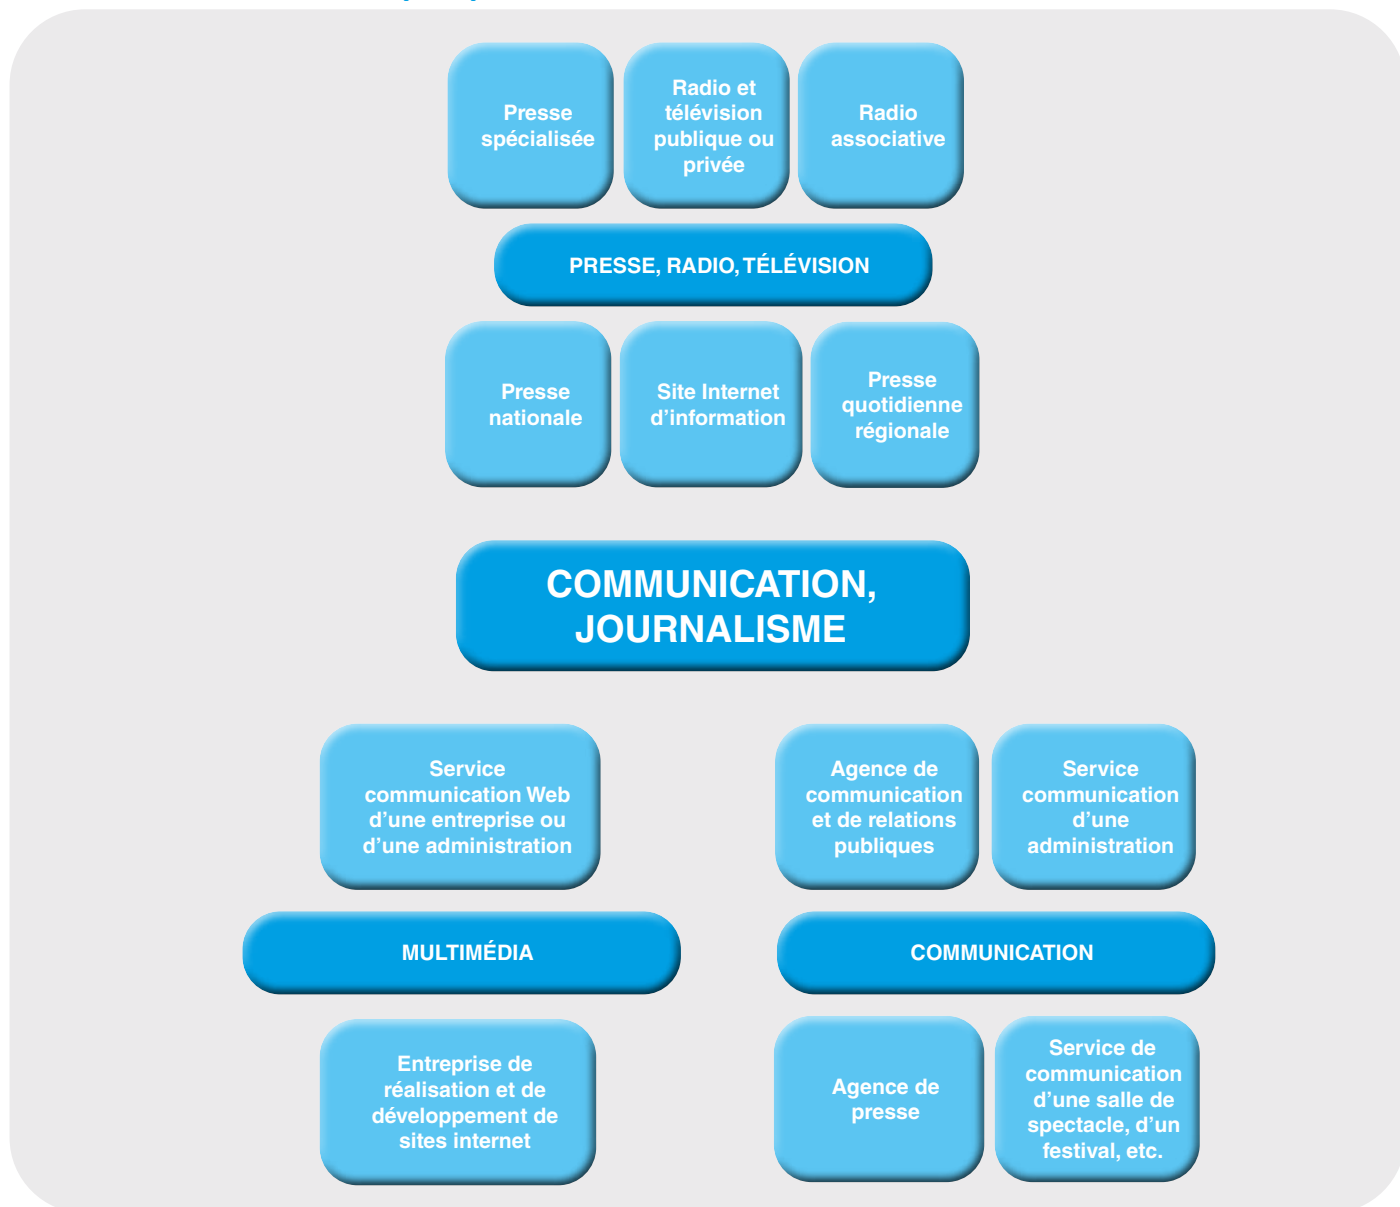 Presse
spécialisée
Radio et
télévision
publique ou
privée
Radio
associative
PRESSE, RADIO, TÉLÉVISION
Presse
nationale
Site Internet
d’information
Presse
quotidienne
régionale
COMMUNICATION,
JOURNALISME
Service
communication Web
d’une entreprise ou
d’une administration
Agence de
communication
et de relations
publiques
Service
communication
d’une
administration
MULTIMÉDIA
COMMUNICATION
Entreprise de
réalisation et de
développement de
sites internet
Agence de
presse
Service de
communication
d’une salle de
spectacle, d’un
festival, etc.